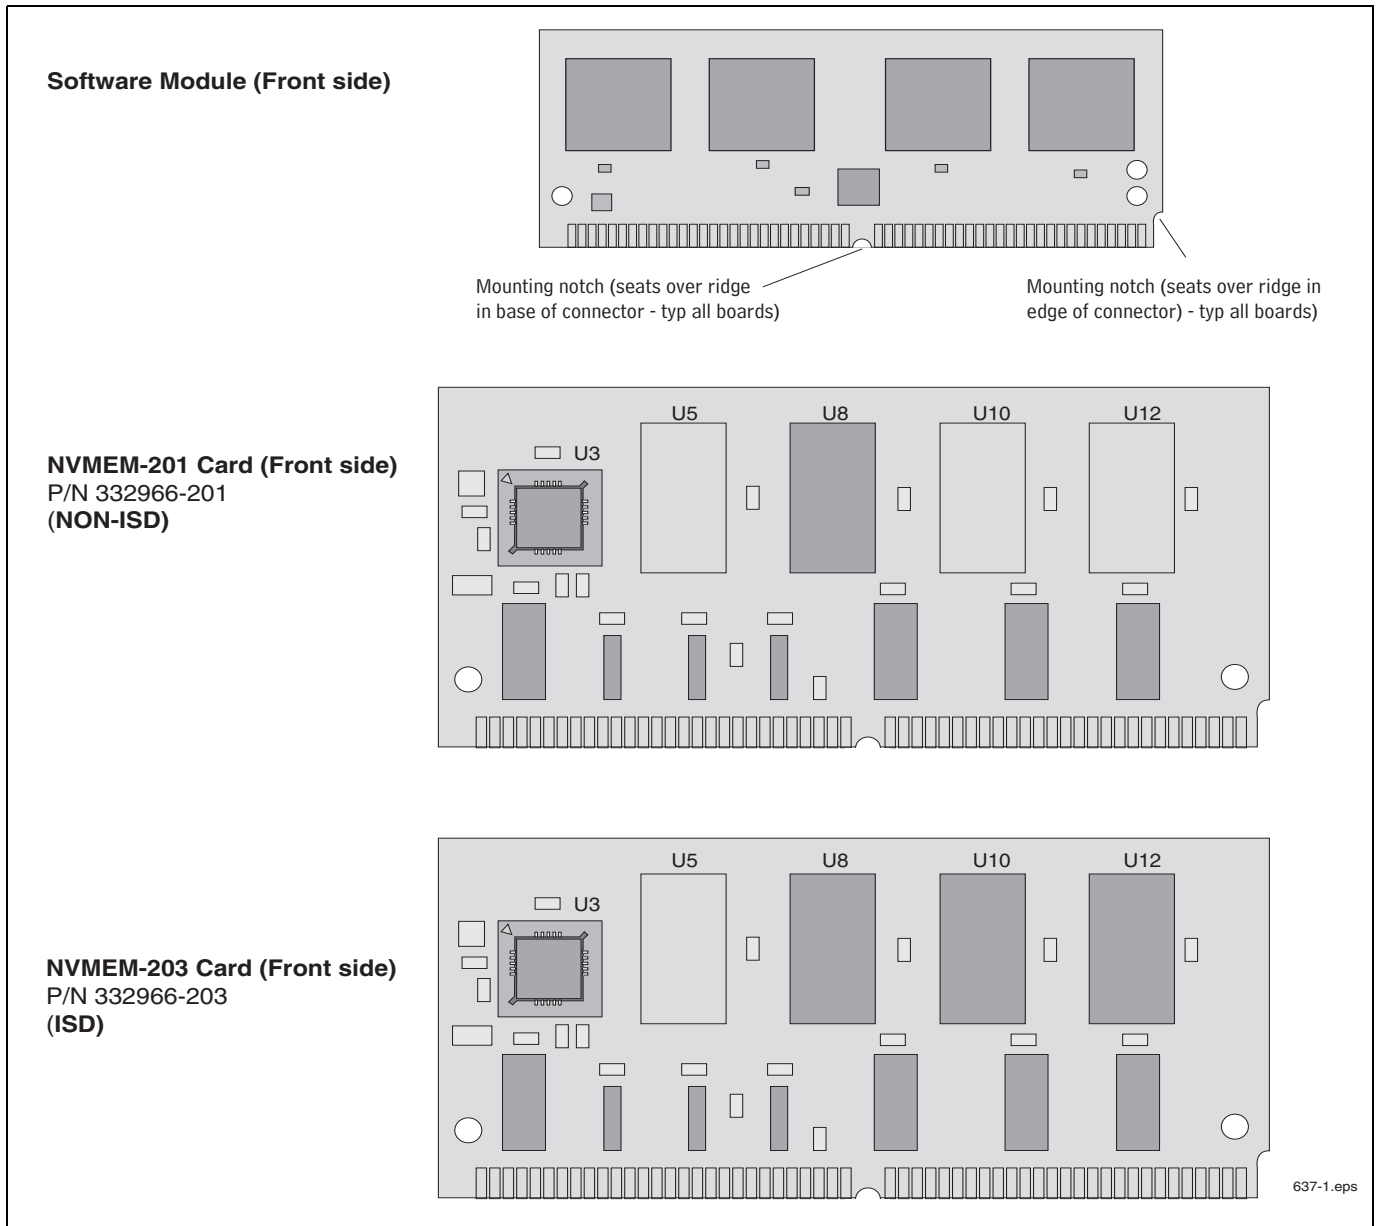 Software Module (Front side)
Mounting notch (seats over ridge
in base of connector - typ all boards)
Mounting notch (seats over ridge in
edge of connector) - typ all boards)
NVMEM-201 Card (Front side)
P/N 332966-201
(NON-ISD)
U3
U5
U8
U10
U12
NVMEM-203 Card (Front side)
P/N 332966-203
(ISD)
U3
U5
U8
U10
U12
637-1.eps